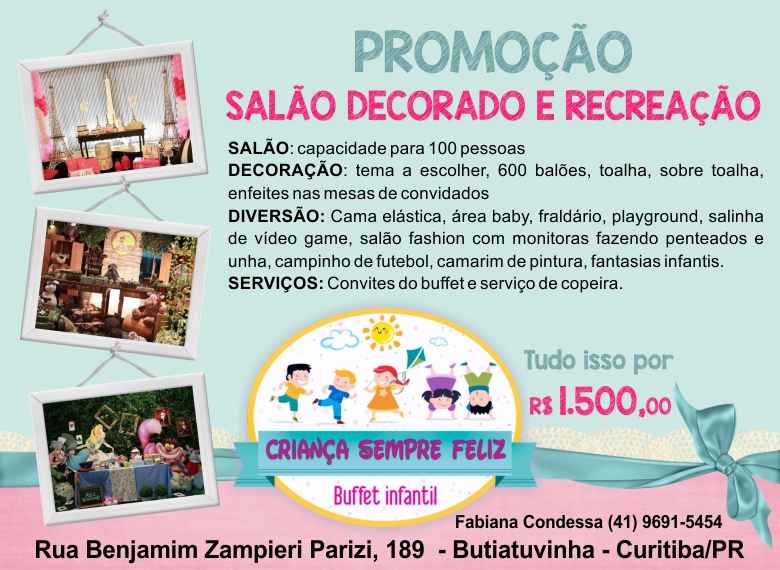 PROMOÇÃO
SALÃO DECORADO E RECREAÇÃO
SALÃO: capacidade para 100 pessoas
DECORAÇÃO: tema a escolher, 600 balões, toalha, sobre toalha,
enfeites nas mesas de convidados
DIVERSÃO: Cama elástica, área baby, fraldário, playground, salinha
de vídeo game, salão fashion com monitoras fazendo penteados e
unha, campinho de futebol, camarim de pintura, fantasias infantis.
SERVIÇOS: Convites do buffet e serviço de copeira.
Tudo isso por
R$ 1.500,00
CRIANÇA SEMPRE FELIZ
Buffet infantil
Fabiana Condessa (41) 9691-5454
Rua Benjamim Zampieri Parizi, 189 - Butiatuvinha - Curitiba/PR